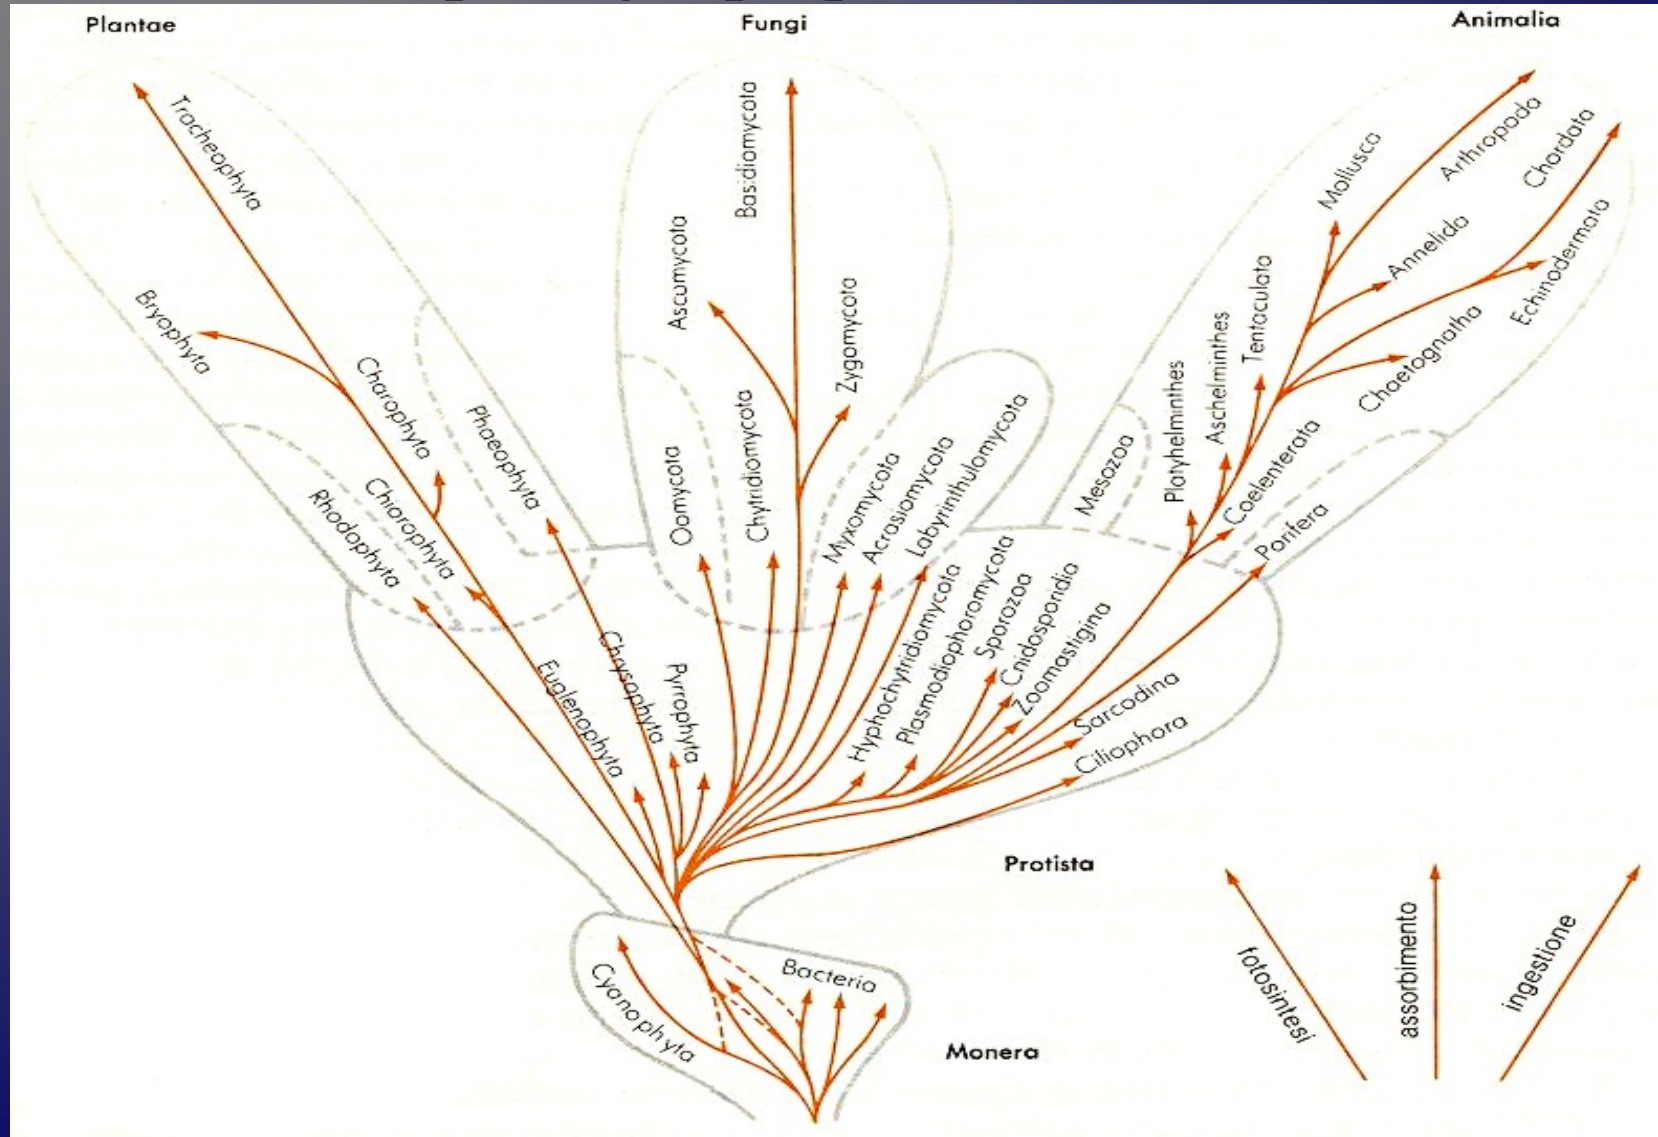 Plantae
Fungi
Animalia
Tracheophyta
Bryophyta
Charophyta
Phaeophyta
Chlorophyta
Rhodophyta
Basidiomycota
Ascumycota
Zygomycota
Oomycota
Chytridiomycota
Myxomycota
Acrasiomycota
Labyrinthulomycota
Arthropoda
Chordata
Mollusca
Annelida
Echinodermata
Tentaculata
Chaetognatha
Aschelminthes
Platyhelminthes
Coelenterata
Mesozoa
Porifera
Euglenophyta
Chrysophyta
Pyrrophyta
Hyphochytridiomycota
Plasmodiophoromycota
Sporozoa
Cnidosporidia
Zoomastigina
Sarcodina
Ciliophora
Protista
Cyanophyta
Bacteria
Monera
fotosintesi
assorbimento
ingestione